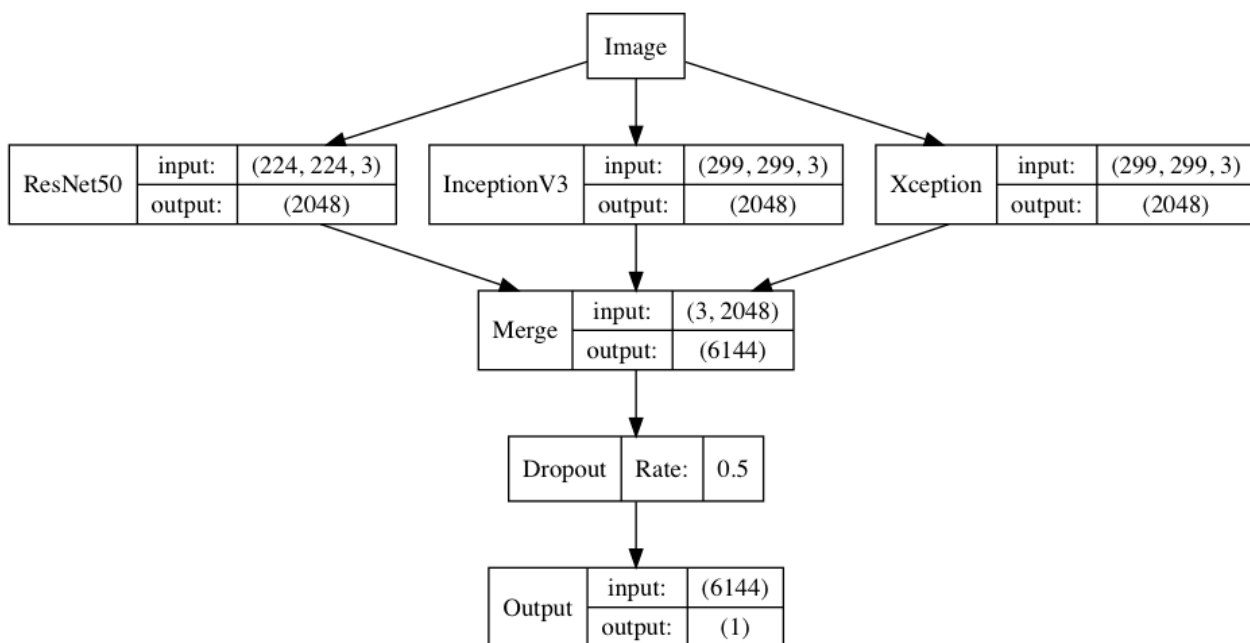 Image
ResNet50
input: (224, 224, 3)
output: (2048)
InceptionV3
input: (299, 299, 3)
output: (2048)
Xception
input: (299, 299, 3)
output: (2048)
Merge
input: (3, 2048)
output: (6144)
Dropout Rate: 0.5
Output
input: (6144)
output: (1)